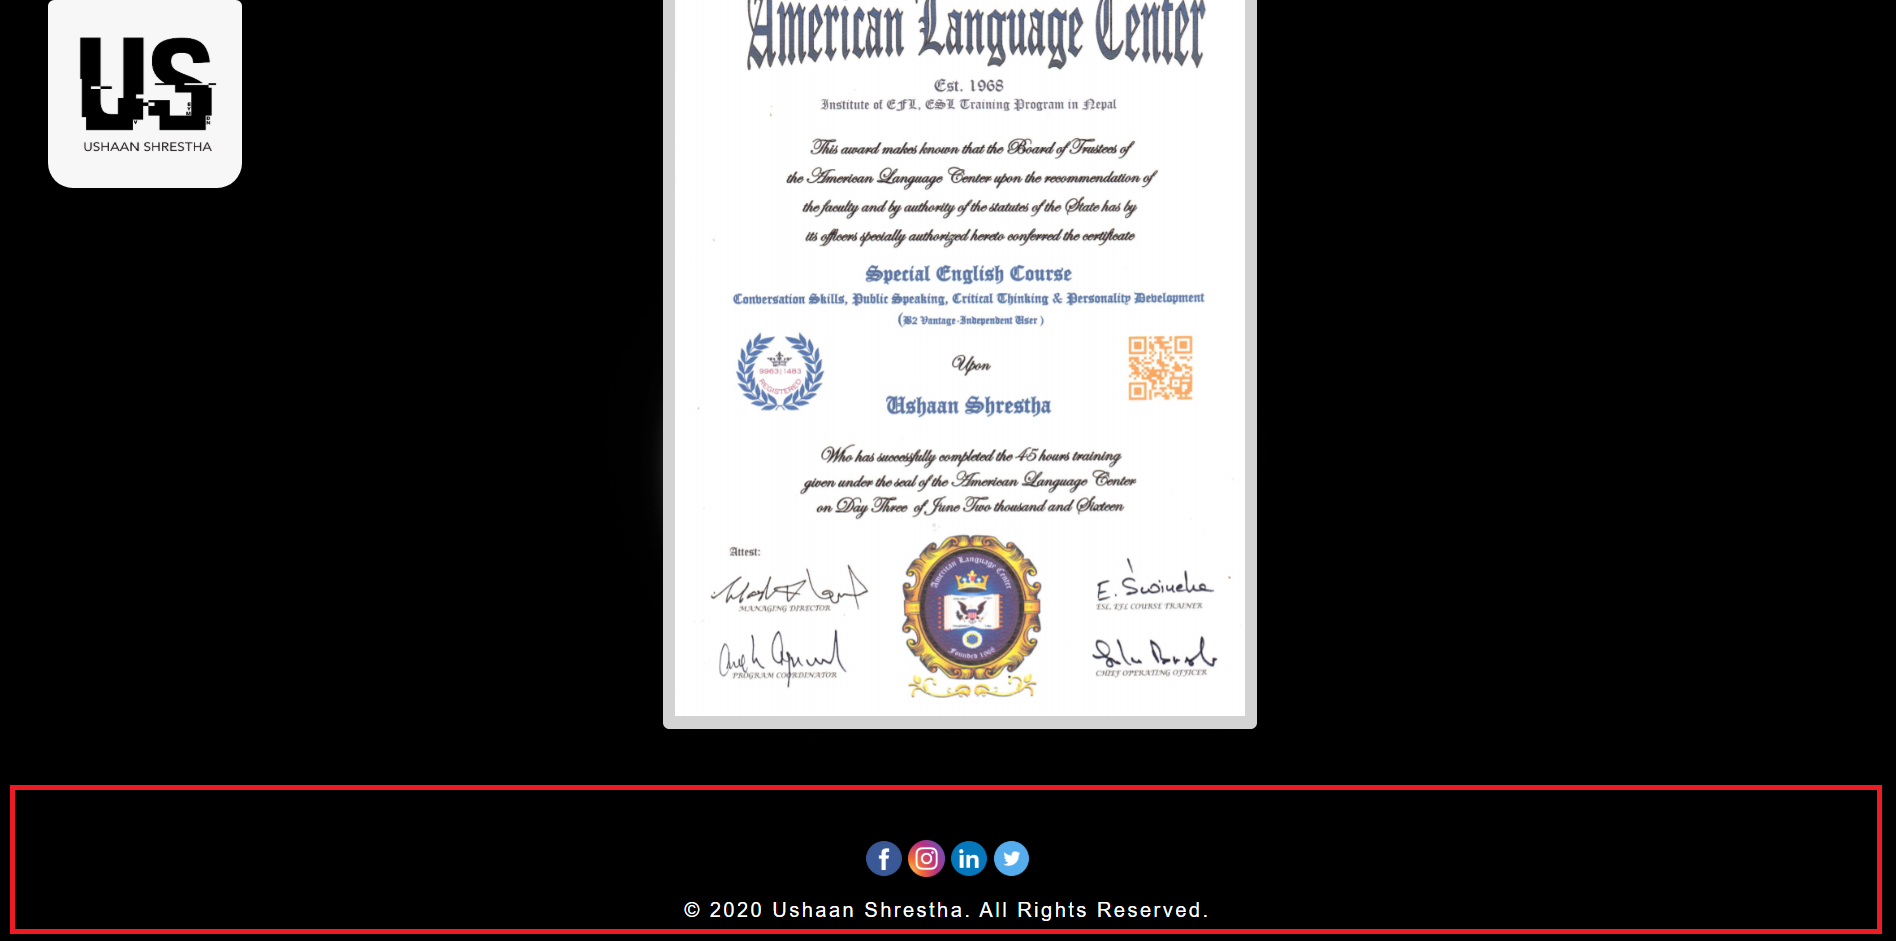 US
USHAAN SHRESTHA
American Language Center
Est. 1968
Institute of EFL, ESL Training Program in Nepal
This award makes known that the Board of Trustees of
the American Language Center upon the recommendation of
the faculty and by authority of the statutes of the State has by
its officers specially authorized hereto conferred the certificate
Special English Course
Conversation Skills, Public Speaking, Critical Thinking & Personality Development
(B2 Vantage-Independent User )
9963|1483
REGISTERED
Upon
Ushaan Shrestha
Who has successfully completed the 45 hours training
given under the seal of the American Language Center
on Day Three of June Two thousand and Sixteen
Attest:
American Language Center
Founded 1968
MANAGING DIRECTOR
ESL, EFL COURSE TRAINER
PROGRAM COORDINATOR
CHIEF OPERATING OFFICER
f
in
© 2020 Ushaan Shrestha. All Rights Reserved.